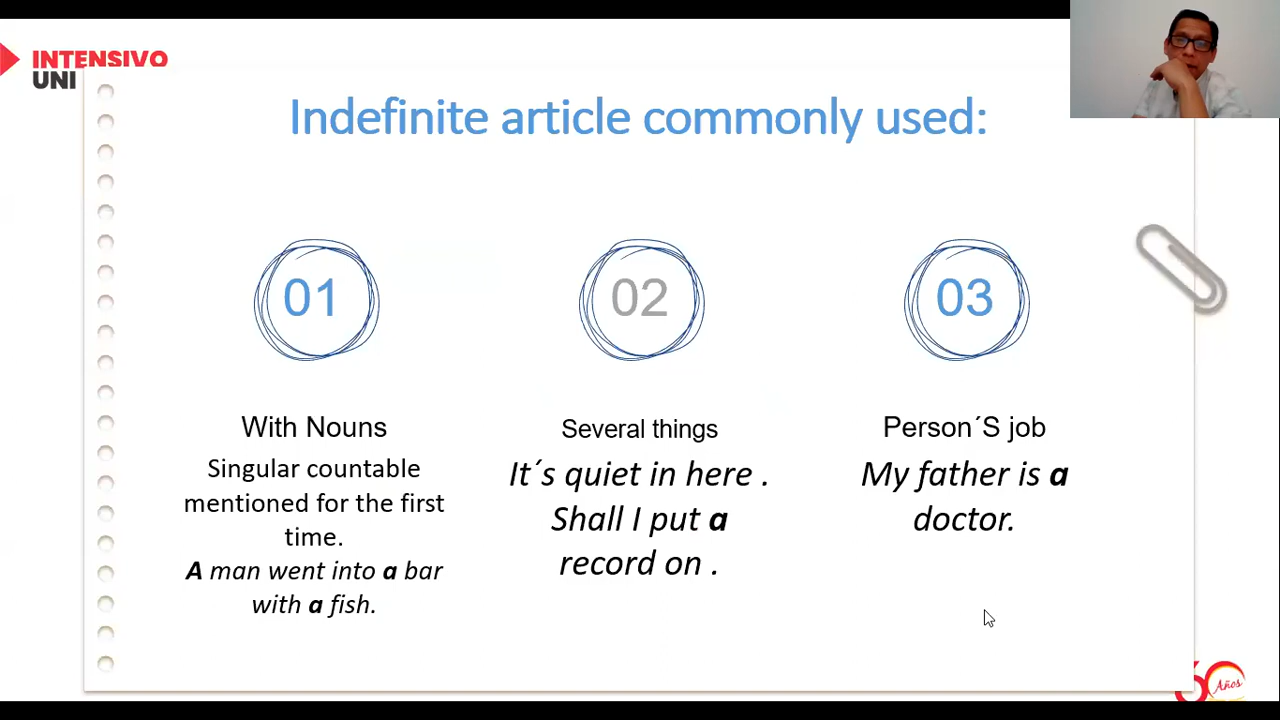 INTENSIVO
UNI
Indefinite article commonly used:
01
02
03
With Nouns
Singular countable
mentioned for the first
time.
A man went into a bar
with a fish.
Several things
It´s quiet in here .
Shall I put a
record on .
Person´S job
My father is a
doctor.
60
Años